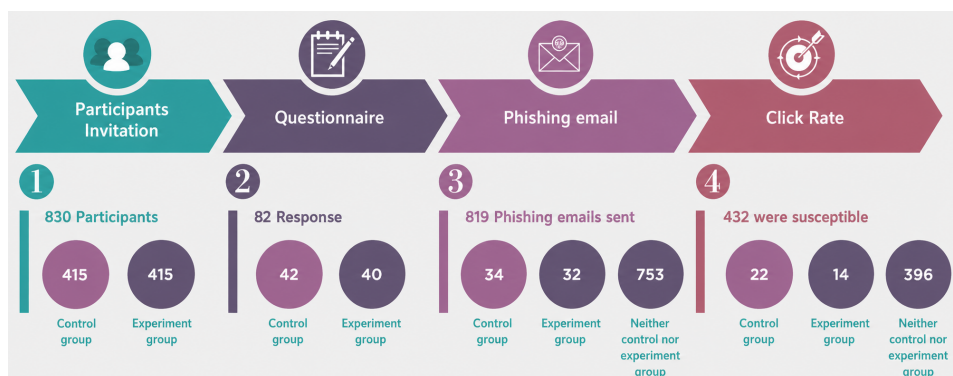 Participants
Invitation
Questionnaire
Phishing email
Click Rate
1
830 Participants
415
415
Control
group
Experiment
group
2
82 Response
42
40
Control
group
Experiment
group
3
819 Phishing emails sent
34
32
753
Control
group
Experiment
group
Neither
control nor
experiment
group
4
432 were susceptible
22
14
396
Control
group
Experiment
group
Neither
control nor
experiment
group